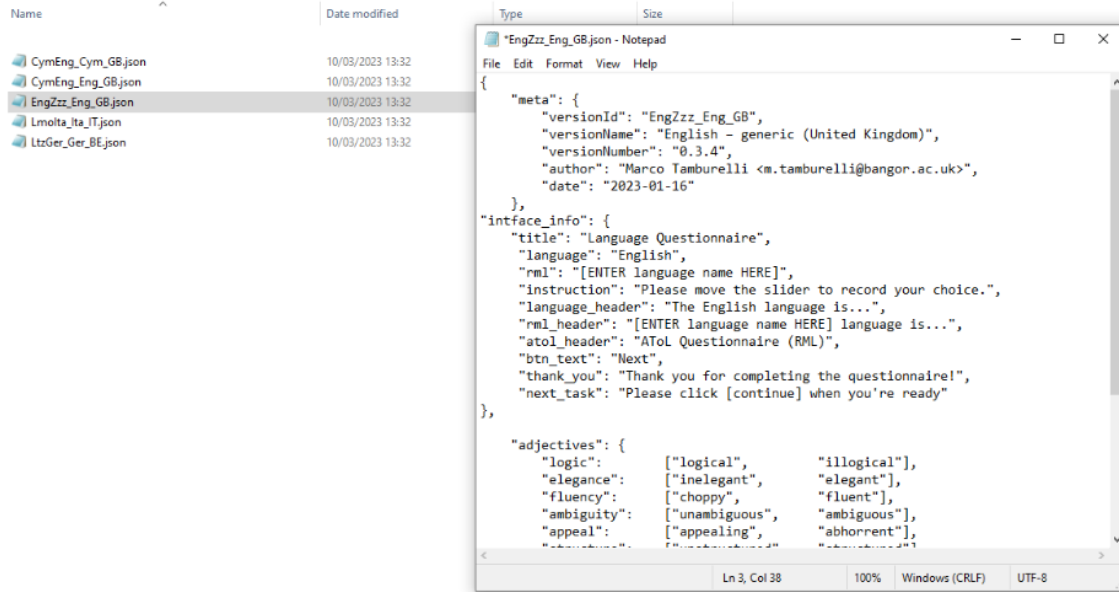 Name Date modified Type Size
CymEng_Cym_GB.json 10/03/2023 13:32
CymEng_Eng_GB.json 10/03/2023 13:32
EngZzz_Eng_GB.json 10/03/2023 13:32
LmoIta_Ita_IT.json 10/03/2023 13:32
LtzGer_Ger_BE.json 10/03/2023 13:32
*EngZzz_Eng_GB.json - Notepad
File Edit Format View Help
{
"meta": {
"versionId": "EngZzz_Eng_GB",
"versionName": "English – generic (United Kingdom)",
"versionNumber": "0.3.4",
"author": "Marco Tamburelli <m.tamburelli@bangor.ac.uk>",
"date": "2023-01-16"
},
"intface_info": {
"title": "Language Questionnaire",
"language": "English",
"rml": "[ENTER language name HERE]",
"instruction": "Please move the slider to record your choice.",
"language_header": "The English language is...",
"rml_header": "[ENTER language name HERE] language is...",
"atol_header": "AToL Questionnaire (RML)",
"btn_text": "Next",
"thank_you": "Thank you for completing the questionnaire!",
"next_task": "Please click [continue] when you're ready"
},
"adjectives": {
"logic": ["logical", "illogical"],
"elegance": ["inelegant", "elegant"],
"fluency": ["choppy", "fluent"],
"ambiguity": ["unambiguous", "ambiguous"],
"appeal": ["appealing", "abhorrent"],
Ln 3, Col 38 100% Windows (CRLF) UTF-8